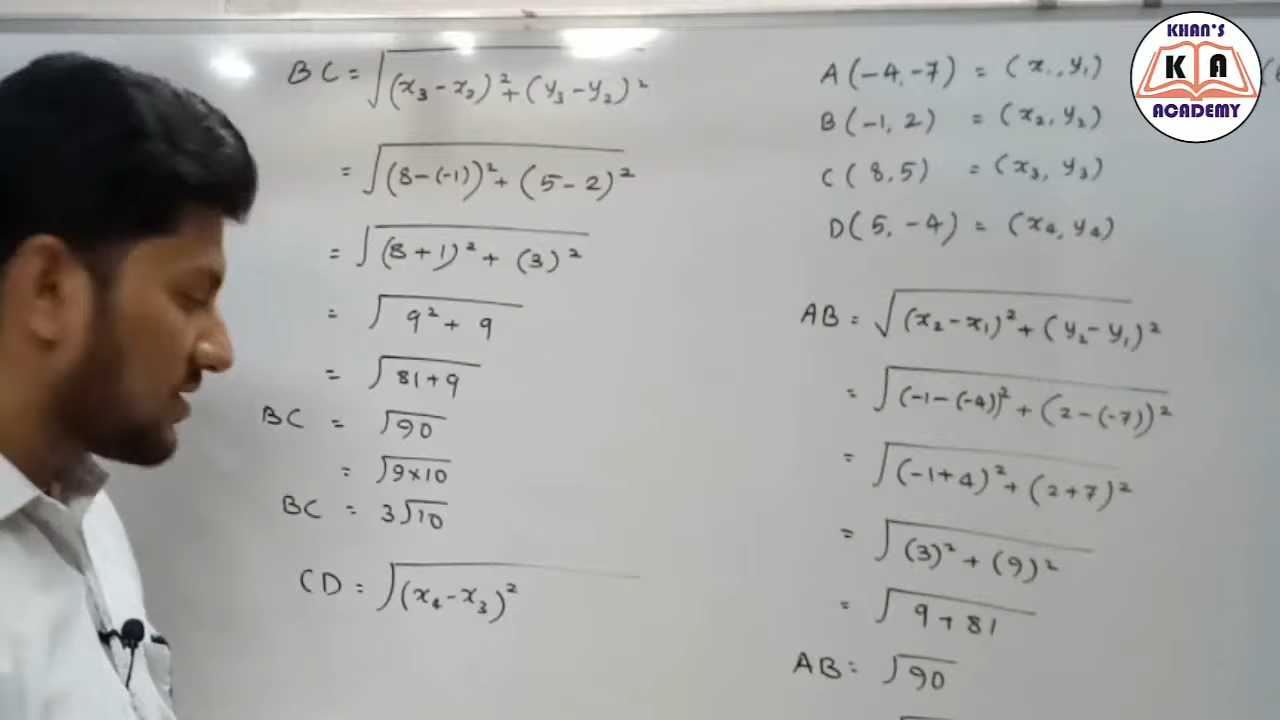 BC = √(x₃ - x₂)² + (y₃ - y₂)²
= √(8 - (-1))² + (5 - 2)²
= √(8 + 1)² + (3)²
= √9² + 9
= √81 + 9
BC = √90
= √9×10
BC = 3√10
CD = √(x₄ - x₃)²
A(-4, -7) = (x₁, y₁)
B(-1, 2) = (x₂, y₂)
C(8, 5) = (x₃, y₃)
D(5, -4) = (x₄, y₄)
AB = √(x₂ - x₁)² + (y₂ - y₁)²
= √(-1 - (-4))² + (2 - (-7))²
= √(-1 + 4)² + (2 + 7)²
= √(3)² + (9)²
= √9 + 81
AB = √90
KHAN'S
K A
ACADEMY